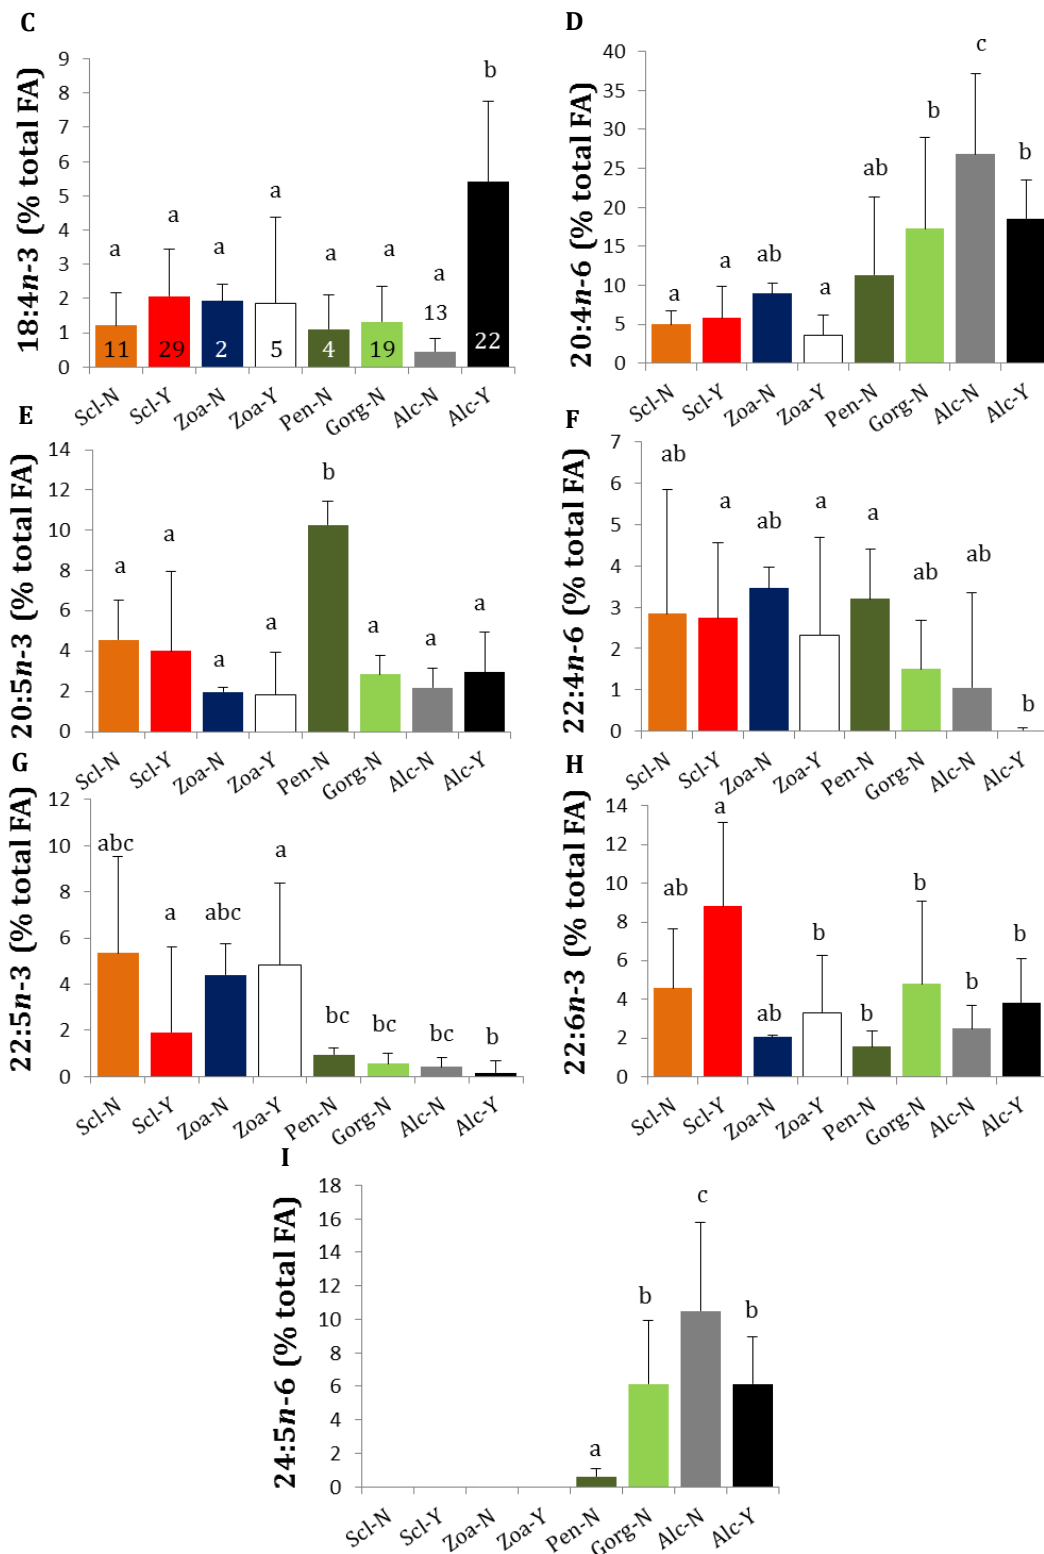 C
18:4n-3 (% total FA)
9
8
7
6
5
4
3
2
1
0
a
a
a
a
a
a
a
b
11
29
2
5
4
19
13
22
Scl-N
Scl-Y
Zoa-N
Zoa-Y
Pen-N
Gorg-N
Alc-N
Alc-Y
D
20:4n-6 (% total FA)
40
35
30
25
20
15
10
5
0
a
a
ab
a
ab
b
c
b
Scl-N
Scl-Y
Zoa-N
Zoa-Y
Pen-N
Gorg-N
Alc-N
Alc-Y
E
20:5n-3 (% total FA)
14
12
10
8
6
4
2
0
a
a
a
a
b
a
a
a
Scl-N
Scl-Y
Zoa-N
Zoa-Y
Pen-N
Gorg-N
Alc-N
Alc-Y
F
22:4n-6 (% total FA)
7
6
5
4
3
2
1
0
ab
a
ab
a
a
ab
ab
b
Scl-N
Scl-Y
Zoa-N
Zoa-Y
Pen-N
Gorg-N
Alc-N
Alc-Y
G
22:5n-3 (% total FA)
12
10
8
6
4
2
0
abc
a
abc
a
bc
bc
bc
b
Scl-N
Scl-Y
Zoa-N
Zoa-Y
Pen-N
Gorg-N
Alc-N
Alc-Y
H
22:6n-3 (% total FA)
14
12
10
8
6
4
2
0
ab
a
ab
b
b
b
b
b
Scl-N
Scl-Y
Zoa-N
Zoa-Y
Pen-N
Gorg-N
Alc-N
Alc-Y
I
24:5n-6 (% total FA)
18
16
14
12
10
8
6
4
2
0
a
b
c
b
Scl-N
Scl-Y
Zoa-N
Zoa-Y
Pen-N
Gorg-N
Alc-N
Alc-Y